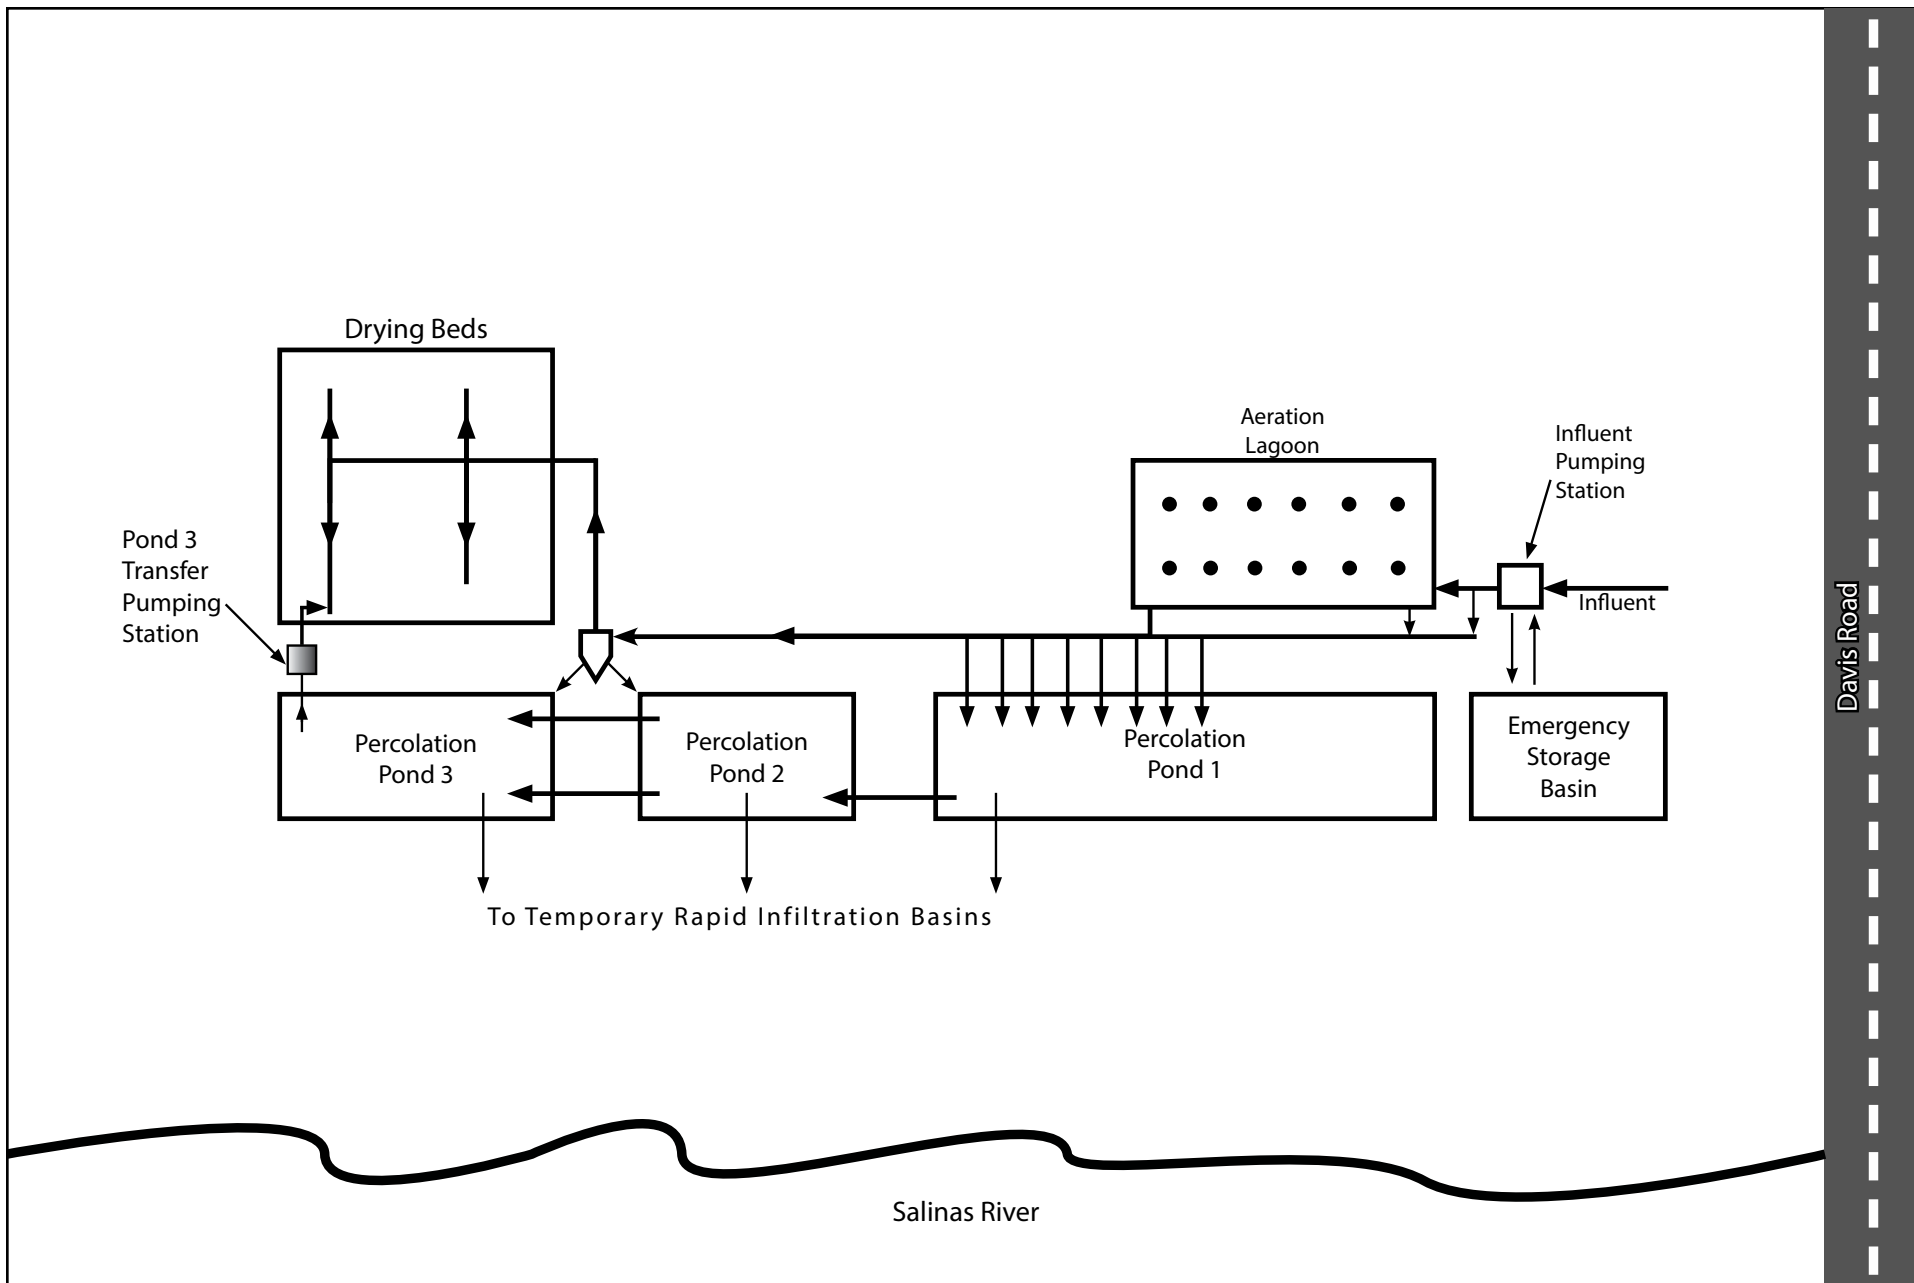 Drying Beds
Aeration
Lagoon
Influent
Pumping
Station
Pond 3
Transfer
Pumping
Station
Influent
Davis Road
Percolation
Pond 3
Percolation
Pond 2
Percolation
Pond 1
Emergency
Storage
Basin
To Temporary Rapid Infiltration Basins
Salinas River